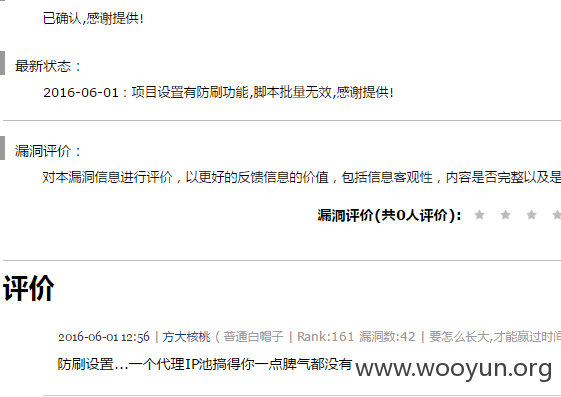 已确认,感谢提供!
最新状态：
2016-06-01：项目设置有防刷功能,脚本批量无效,感谢提供!
漏洞评价：
对本漏洞信息进行评价，以更好的反馈信息的价值，包括信息客观性，内容是否完整以及是
漏洞评价(共0人评价):
评价
2016-06-01 12:56 | 方大核桃 ( 普通白帽子 | Rank:161 漏洞数:42 | 要怎么长大,才能赢过时间
防刷设置...一个代理IP池搞得你一点脾气都没有
www.wooyun.org